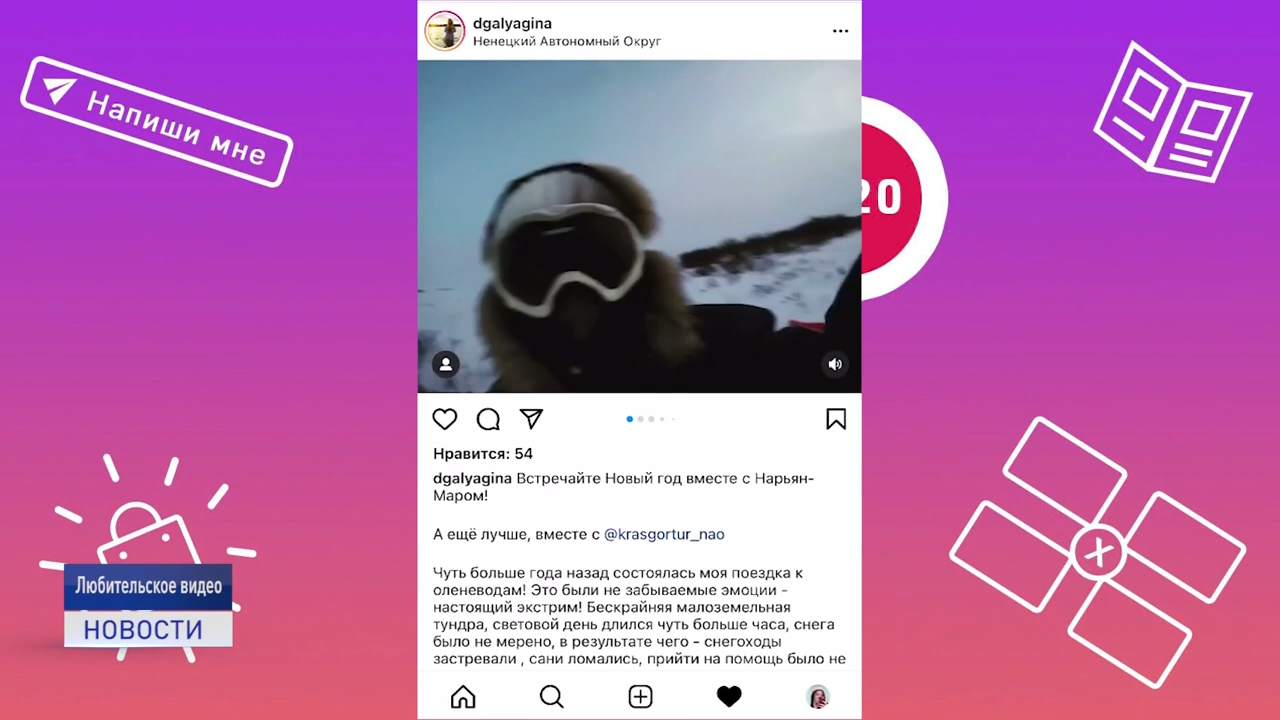 dgalyagina
Ненецкий Автономный Округ
Напиши мне
20
Нравится: 54
dgalyagina Встречайте Новый год вместе с Нарьян-
Маром!
А ещё лучше, вместе с @krasgortur_nao
Чуть больше года назад состоялась моя поездка к
оленеводам! Это были не забываемые эмоции -
настоящий экстрим! Бескрайняя малоземельная
тундра, световой день длился чуть больше часа, снега
было не мерено, в результате чего - снегоходы
застревали , сани ломались, прийти на помощь было не
Любительское видео
НОВОСТИ